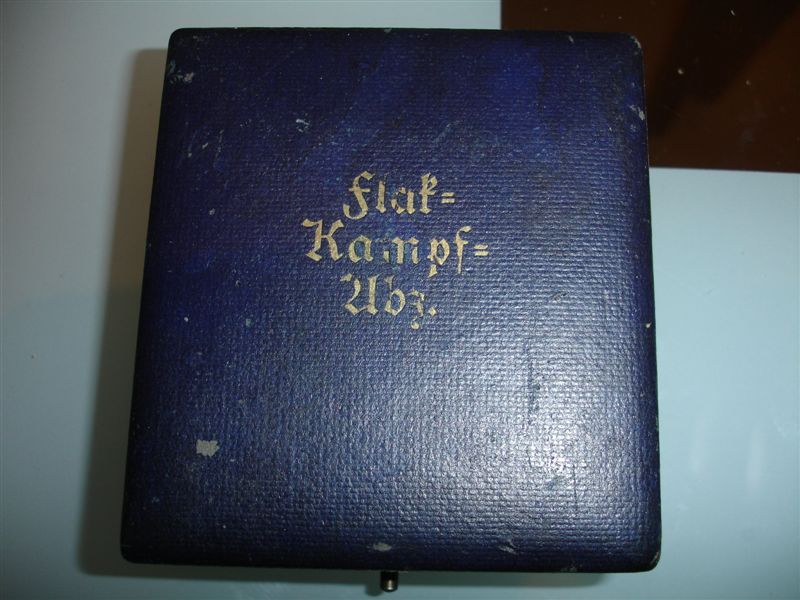 Flak=
Kampf=
Abz.